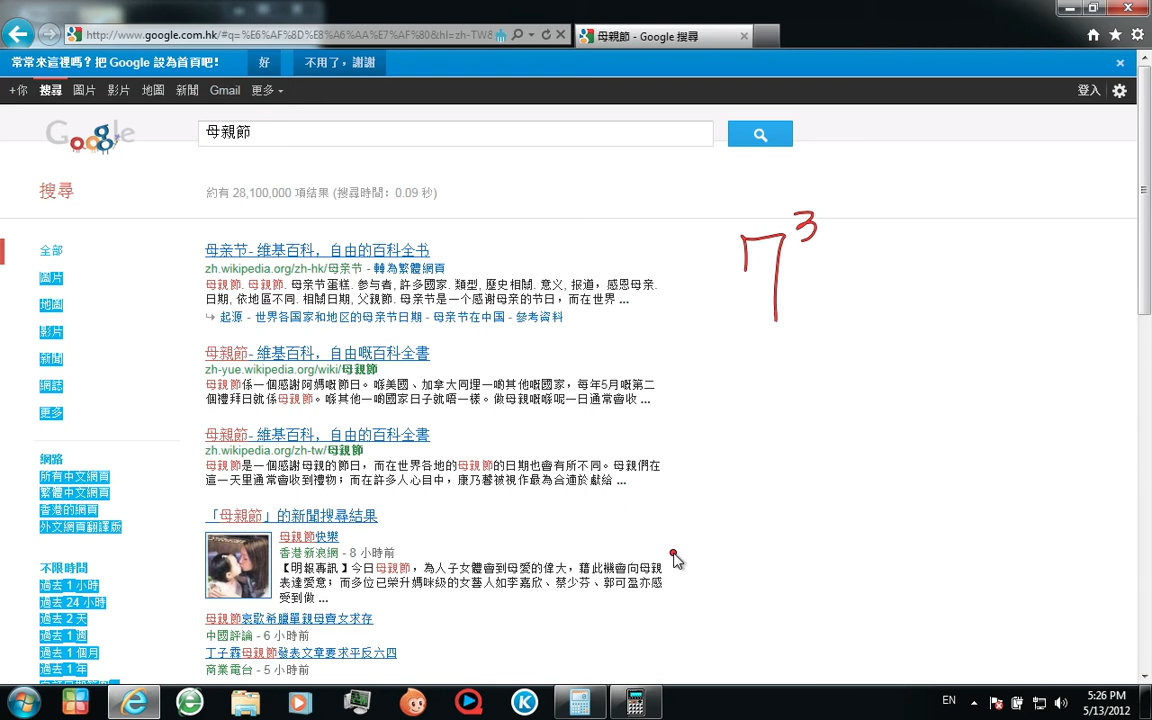 http://www.google.com.hk/#q=%E6%AF%8D%E8%A6%AA%E7%AF%80&hl=zh-TW&
母親節 - Google 搜尋
常常來這裡嗎？把 Google 設為首頁吧！ 好 不用了，謝謝
+你 搜尋 圖片 影片 地圖 新聞 Gmail 更多 登入
Google 母親節
搜尋 約有 28,100,000 項結果 (搜尋時間：0.09 秒)
7³
全部
圖片
地圖
影片
新聞
網誌
更多
網路
所有中文網頁
繁體中文網頁
香港的網頁
外文網頁翻譯版
不限時間
過去 1 小時
過去 24 小時
過去 2 天
過去 1 週
過去 1 個月
過去 1 年
母亲节 - 維基百科，自由的百科全书
zh.wikipedia.org/zh-hk/母亲节 - 轉為繁體網頁
母親節. 母親節. 母亲节蛋糕. 参与者, 許多國家. 類型, 歷史相關. 意义, 抠道，感恩母亲.
日期, 依地區不同. 相關日期, 父親節. 母亲节是一个感谢母亲的节日，而在世界 ...
起源 - 世界各国家和地区的母亲节日期 - 母亲节在中国 - 參考資料
母親節 - 維基百科，自由嘅百科全書
zh-yue.wikipedia.org/wiki/母親節
母親節係一個感謝阿媽嘅節日。喺美國、加拿大同埋一啲其他嘅國家，每年5月嘅第二
個禮拜日就係母親節。喺其他一啲國家日子就唔一樣。做母親嘅喺呢一日通常會收 ...
母親節 - 維基百科，自由的百科全書
zh.wikipedia.org/zh-tw/母親節
母親節是一個感謝母親的節日，而在世界各地的母親節的日期也會有所不同。母親們在
這一天里通常會收到禮物；而在許多人心目中，康乃馨被視作最為合適於獻給 ...
「母親節」的新聞搜尋結果
母親節快樂
香港新浪網 - 8 小時前
【明報專訊】今日母親節，為人子女體會到母愛的偉大，藉此機會向母親
表達愛意；而多位已榮升媽咪級的女藝人如李嘉欣、蔡少芬、郭可盈亦感
受到做 ...
母親節哀歌希臘單親母賣女求存
中國評論 - 6 小時前
丁子霖母親節發表文章要求平反六四
商業電台 - 5 小時前
EN
5:26 PM
5/13/2012